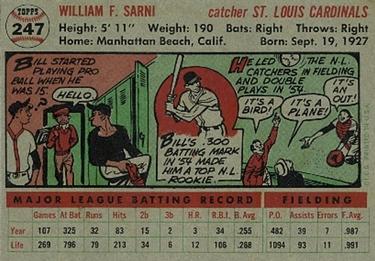 TOPPS
247
WILLIAM F. SARNI
catcher ST. LOUIS CARDINALS
Height: 5' 11" Weight: 190 Bats: Right Throws: Right
Home: Manhattan Beach, Calif. Born: Sept. 19, 1927
BILL STARTED
PLAYING PRO
BALL WHEN HE
WAS 15.
HELLO.
BILL'S .300
BATTING MARK
IN '54 MADE
HIM A TOP N.L.
ROOKIE.
HE LED THE N.L.
CATCHERS IN FIELDING
AND DOUBLE
PLAYS IN '54.
IT'S A
BIRD!
IT'S A
PLANE!
IT'S
AN
OUT!
MAJOR LEAGUE BATTING RECORD FIELDING
Games At Bat Runs Hits 2b 3b H.R. R.B.I. B. Avg. P.O. Assists Errors F. Avg.
Year 107 325 32 83 15 2 3 34 .255 482 39 7 .987
Life 269 796 79 213 34 6 12 106 .268 1094 93 11 .991